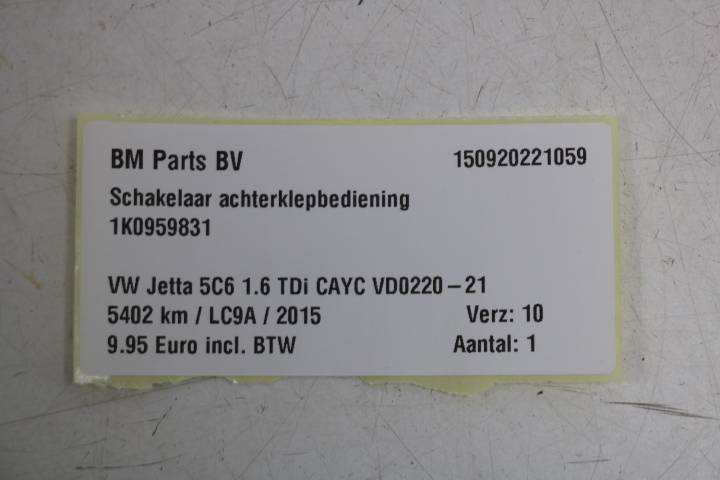 BM Parts BV 150920221059
Schakelaar achterklepbediening
1K0959831
VW Jetta 5C6 1.6 TDi CAYC VD0220-21
5402 km / LC9A / 2015 Verz: 10
9.95 Euro incl. BTW Aantal: 1